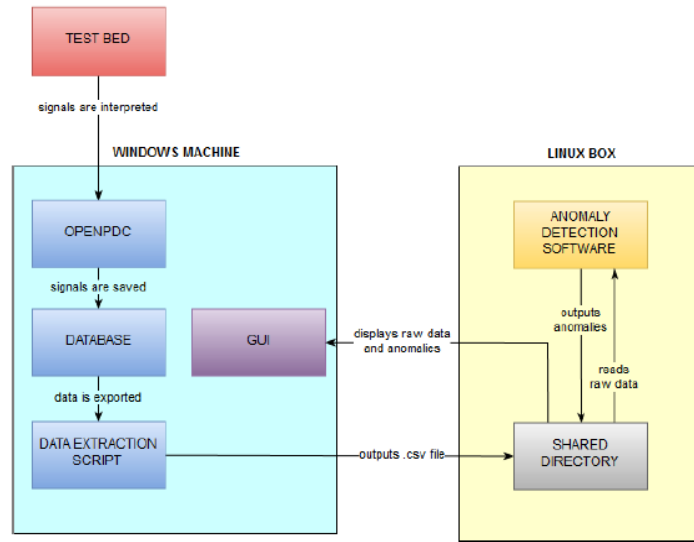 TEST BED
signals are interpreted
WINDOWS MACHINE
LINUX BOX
OPENPDC
ANOMALY
DETECTION
SOFTWARE
signals are saved
DATABASE
GUI
displays raw data
and anomalies
outputs
anomalies
reads
raw data
data is exported
DATA EXTRACTION
SCRIPT
outputs .csv file
SHARED
DIRECTORY